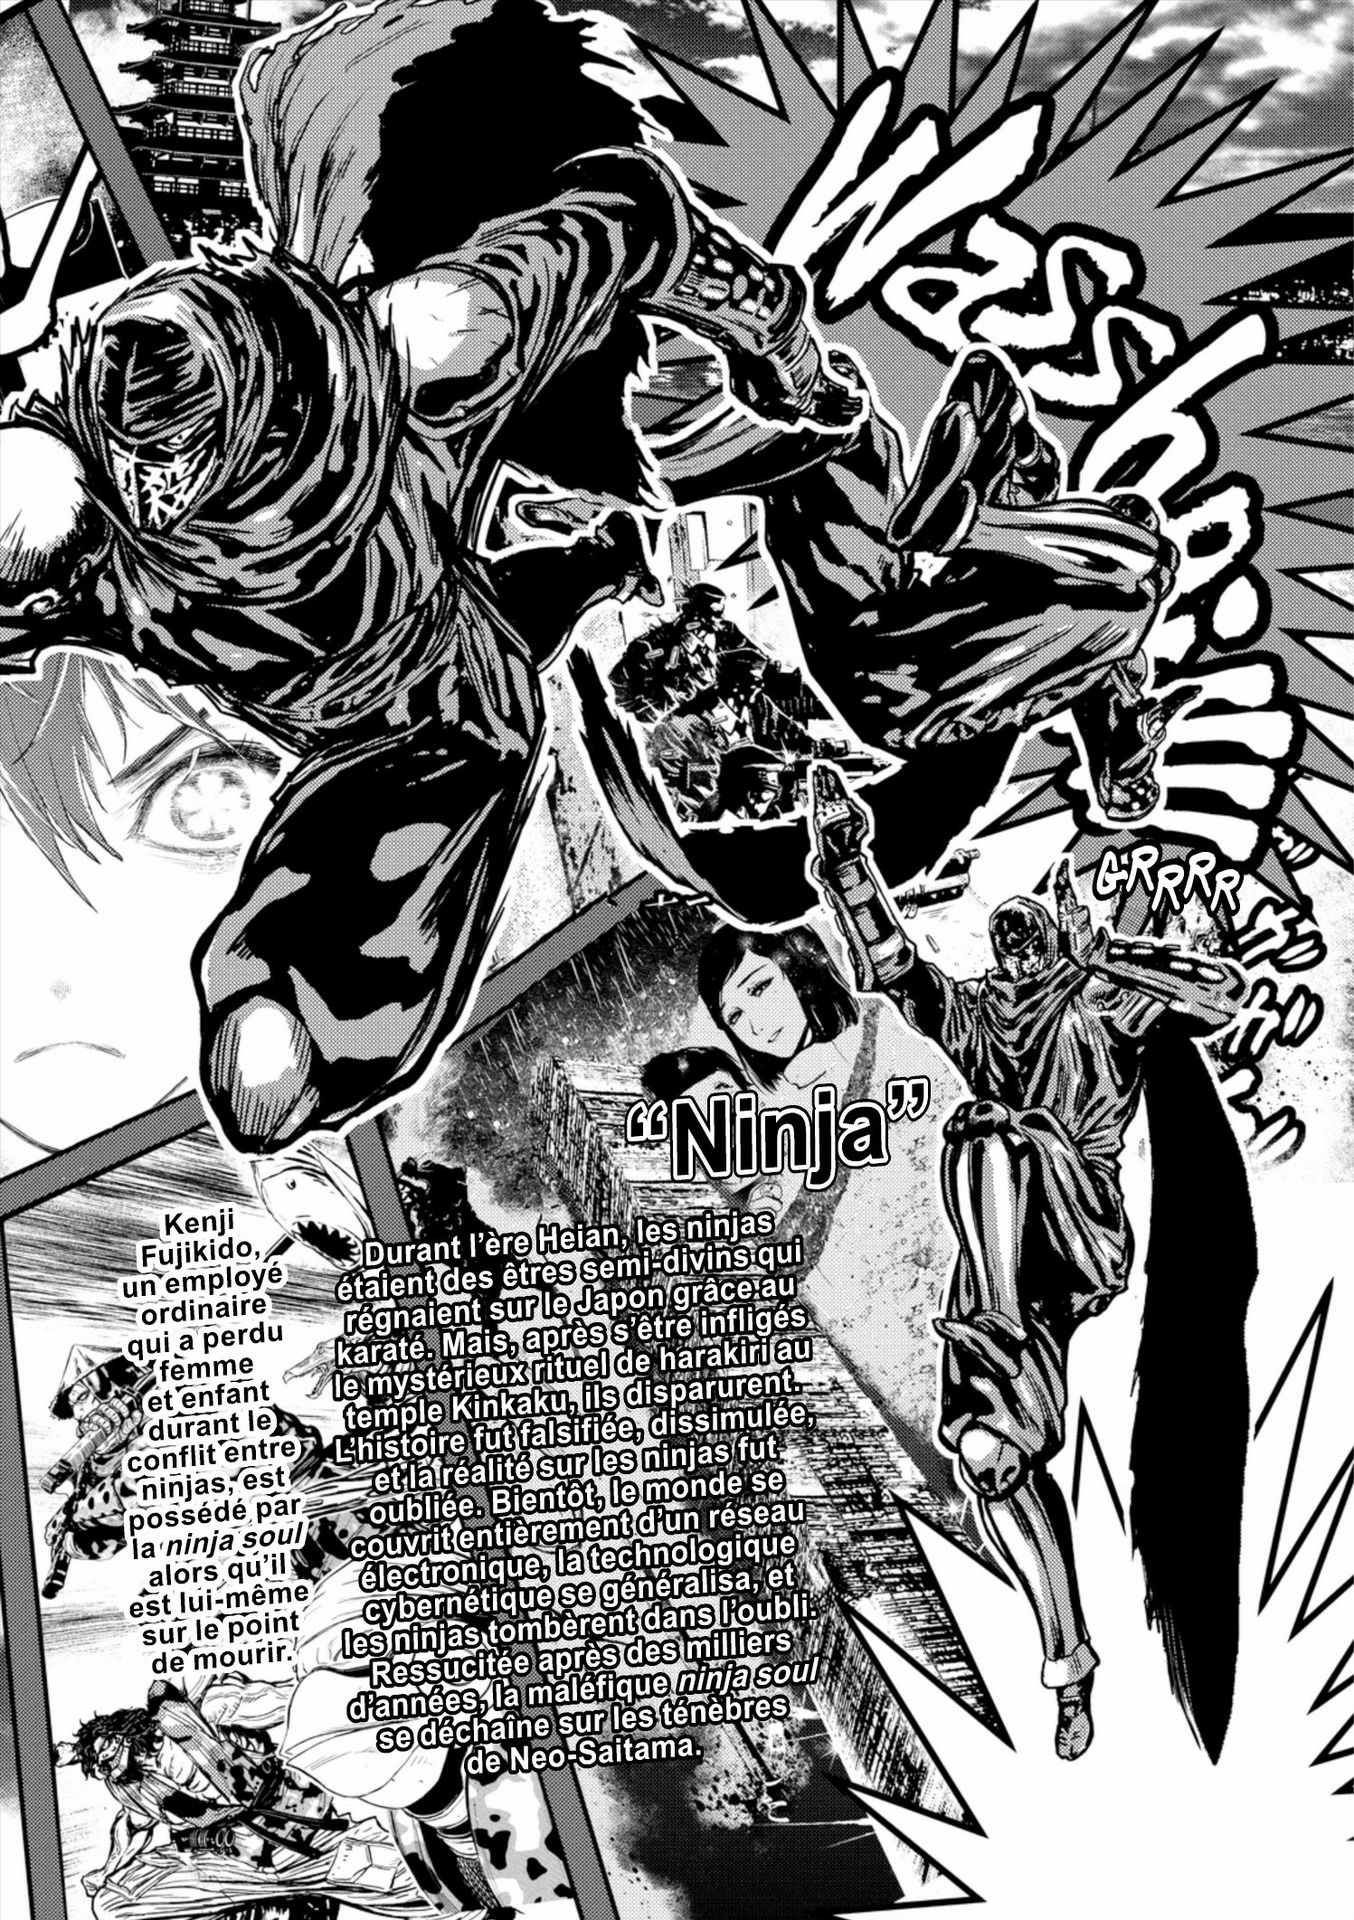 Wasshoi!!!!
GRRRR
“Ninja”
Durant l'ère Heian, les ninjas
étaient des êtres semi-divins qui
régnaient sur le Japon grâce au
karaté. Mais, après s'être infligés
le mystérieux rituel de harakiri au
temple Kinkaku, ils disparurent.
L'histoire fut falsifiée, dissimulée,
et la réalité sur les ninjas fut
oubliée. Bientôt, le monde se
couvrit entièrement d'un réseau
électronique, la technologique
cybernétique se généralisa, et
les ninjas tombèrent dans l'oubli.
Ressucitée après des milliers
d'années, la maléfique ninja soul
se déchaîne sur les ténèbres
de Neo-Saitama.
Kenji
Fujikido,
un employé
ordinaire
qui a perdu
femme
et enfant
durant le
conflit entre
ninjas, est
possédé par
la ninja soul
alors qu'il
est lui-même
sur le point
de mourir.